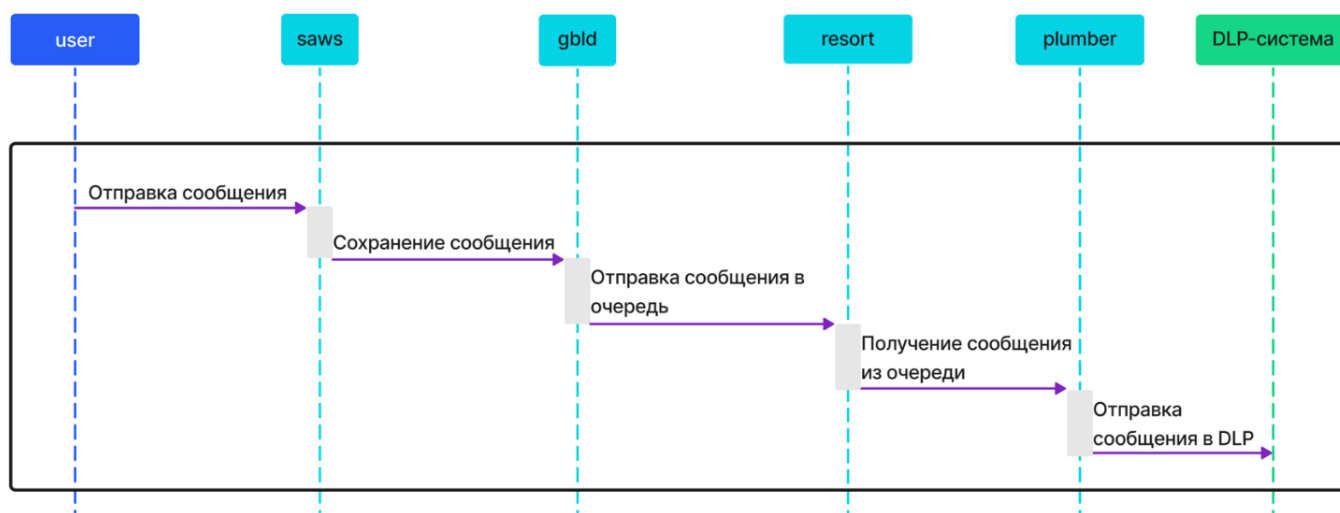 user
saws
gbld
resort
plumber
DLP-система
Отправка сообщения
Сохранение сообщения
Отправка сообщения в
очередь
Получение сообщения
из очереди
Отправка
сообщения в DLP